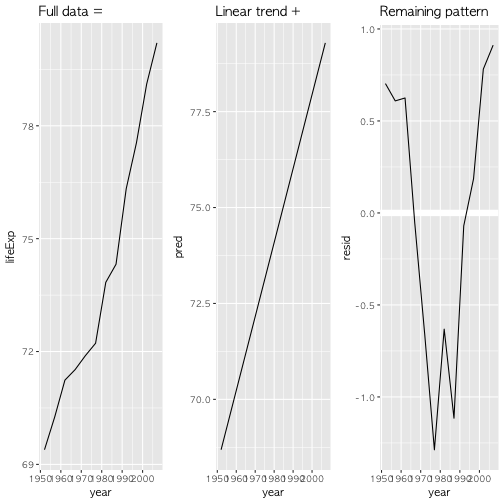 Full data =
Linear trend +
Remaining pattern
lifeExp
78
75
72
69
1950 1960 1970 1980 1990 2000
year
pred
77.5
75.0
72.5
70.0
1950 1960 1970 1980 1990 2000
year
resid
1.0
0.5
0.0
-0.5
-1.0
1950 1960 1970 1980 1990 2000
year